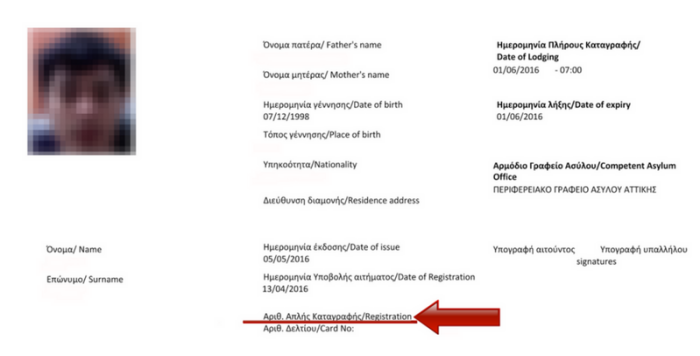 Όνομα πατέρα/ Father's name
Όνομα μητέρας/ Mother's name
Ημερομηνία γέννησης/Date of birth
07/12/1998
Τόπος γέννησης/Place of birth
Υπηκοότητα/Nationality
Διεύθυνση διαμονής/Residence address
Ημερομηνία Πλήρους Καταγραφής/
Date of Lodging
01/06/2016 - 07:00
Ημερομηνία λήξης/Date of expiry
01/06/2016
Αρμόδιο Γραφείο Ασύλου/Competent Asylum
Office
ΠΕΡΙΦΕΡΕΙΑΚΟ ΓΡΑΦΕΙΟ ΑΣΥΛΟΥ ΑΤΤΙΚΗΣ
Όνομα/ Name
Επώνυμο/ Surname
Ημερομηνία έκδοσης/Date of issue
05/05/2016
Ημερομηνία Υποβολής αιτήματος/Date of Registration
13/04/2016
Αριθ. Απλής Καταγραφής/Registration
Αριθ. Δελτίου/Card No:
Υπογραφή αιτούντος Υπογραφή υπαλλήλου
signatures